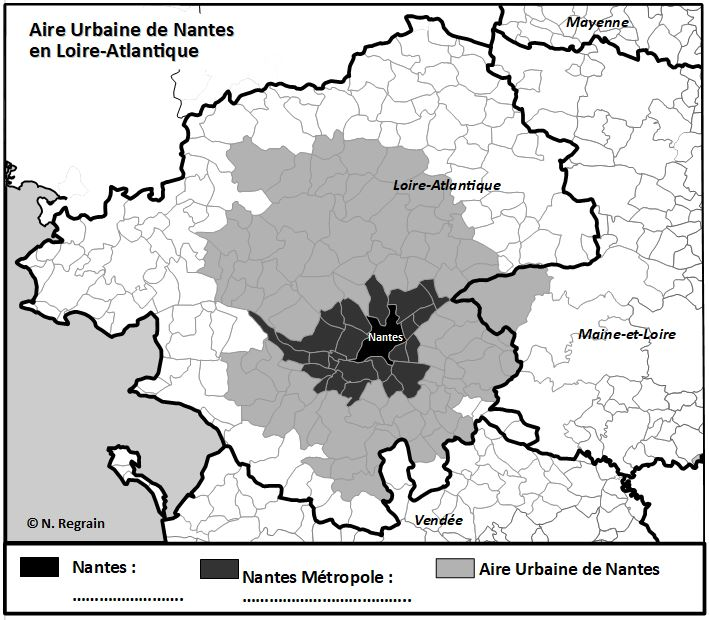 Aire Urbaine de Nantes
en Loire-Atlantique
Mayenne
Loire-Atlantique
Maine-et-Loire
Nantes
Vendée
© N. Regrain
Nantes :
........................
Nantes Métropole :
....................................
Aire Urbaine de Nantes